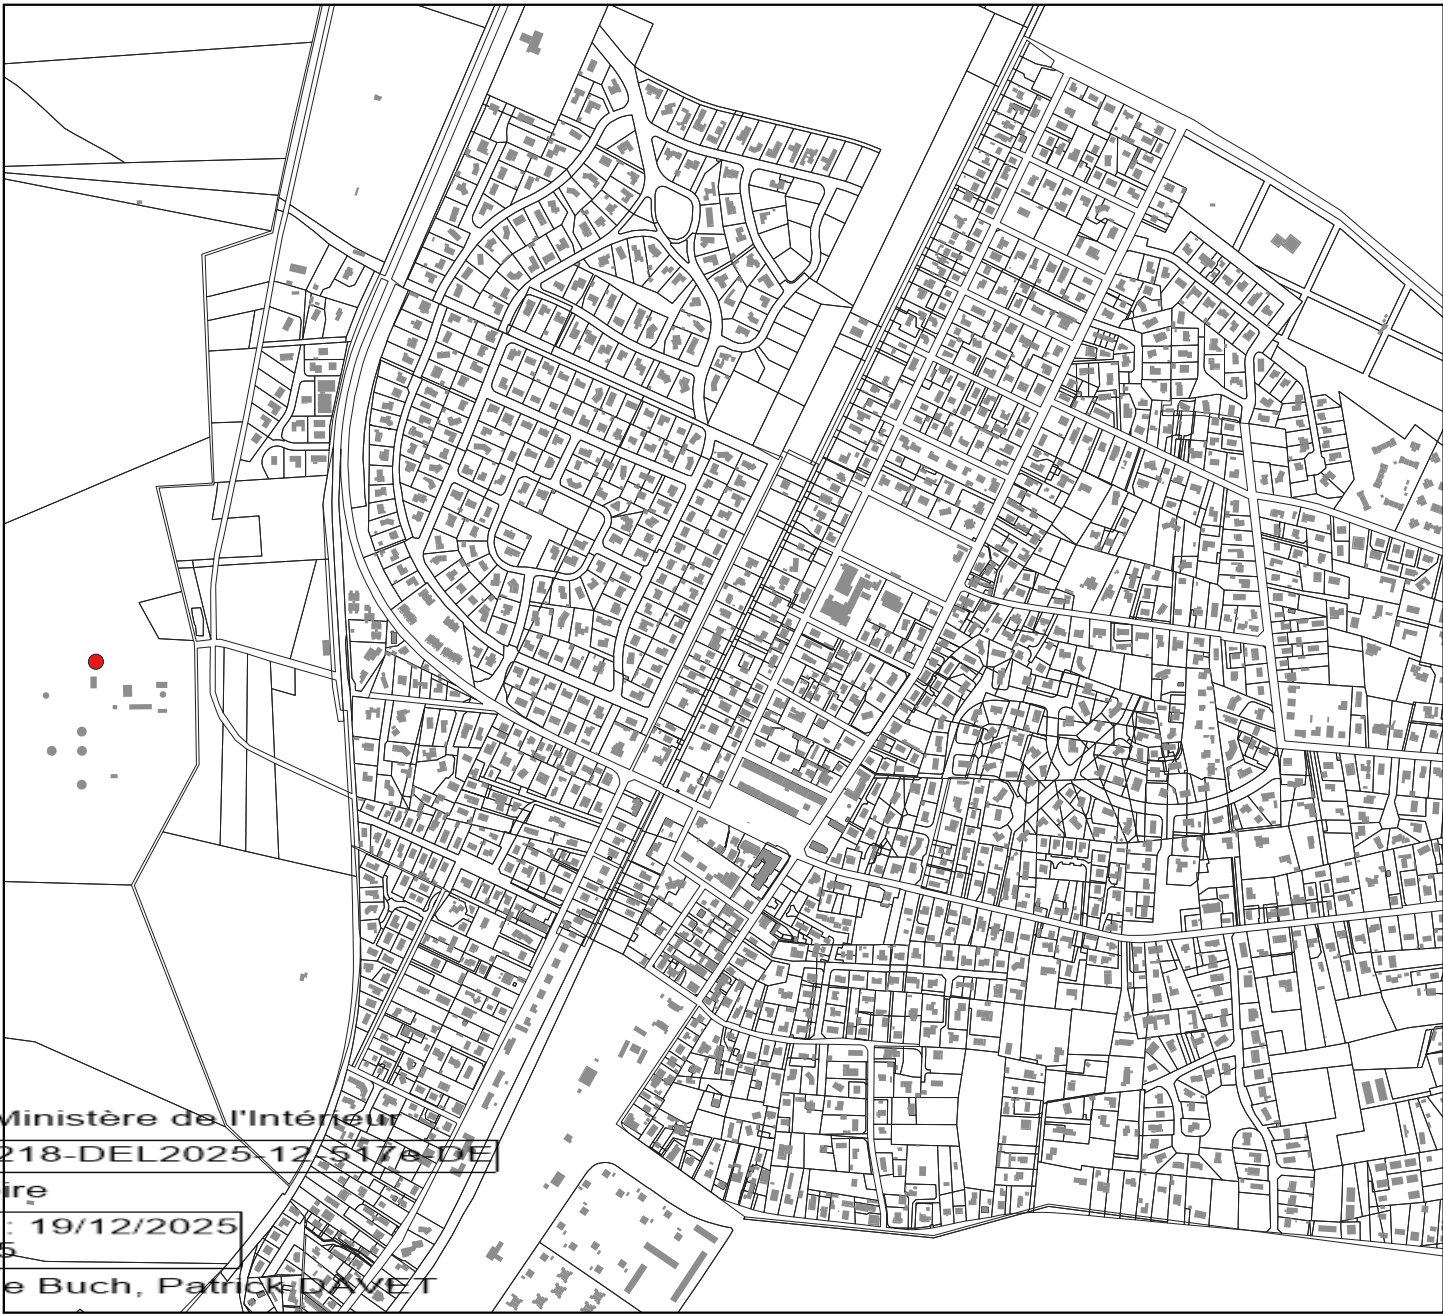 Ministère de l'Intérieur
218-DEL2025-12-517e-DE
ire
: 19/12/2025
5
e Buch, Patrick DAVET